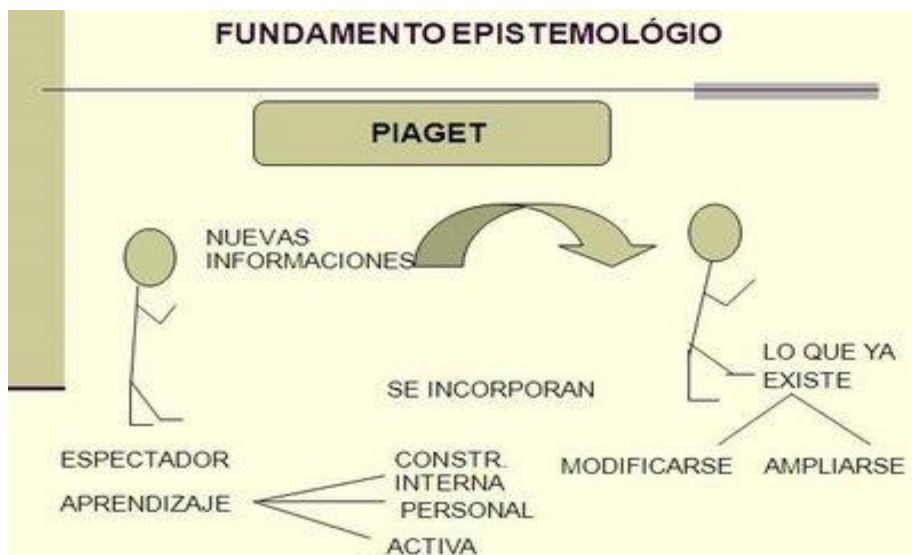 FUNDAMENTO EPISTEMOLÓGIO
PIAGET
NUEVAS
INFORMACIONES
SE INCORPORAN
LO QUE YA
EXISTE
MODIFICARSE AMPLIARSE
ESPECTADOR
APRENDIZAJE
CONSTR.
INTERNA
PERSONAL
ACTIVA